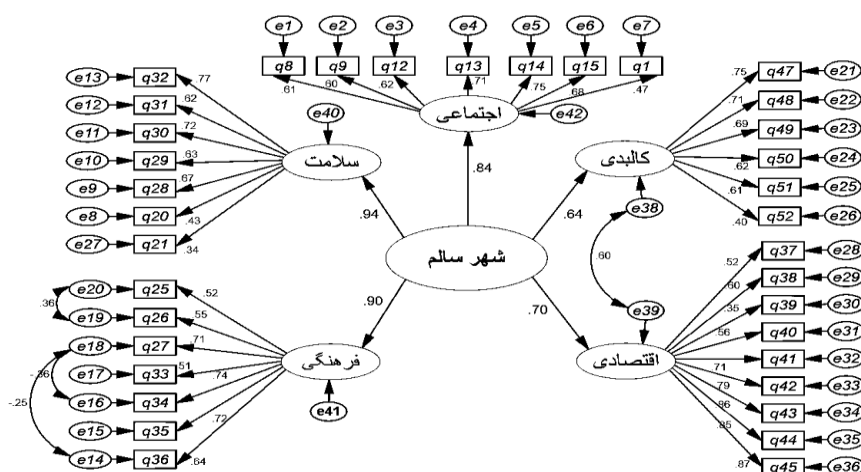 e1 e2 e3 e4 e5 e6 e7
q8 q9 q12 q13 q14 q15 q1
.61 .60 .62 .71 .75 .68 .47
اجتماعی
e42
e13 q32 .77
e12 q31 .62
e11 q30 .72
e10 q29 .63
e9 q28 .67
e8 q20 .43
e27 q21 .34
e40
سلامت
.94
.84
کالبدی
.64
e38
.75 q47 e21
.71 q48 e22
.69 q49 e23
.62 q50 e24
.61 q51 e25
.40 q52 e26
شهر سالم
.60
.90
.70
e39
e20 q25 .52
.36
e19 q26 .55
e18 q27 .71
e17 q33 .51
e16 q34 .74
e15 q35 .72
e14 q36 .64
-.36
-.25
فرهنگی
e41
اقتصادی
.52 q37 e28
.60 q38 e29
.35 q39 e30
.56 q40 e31
.71 q41 e32
.79 q42 e33
.86 q43 e34
.85 q44 e35
.87 q45 e36